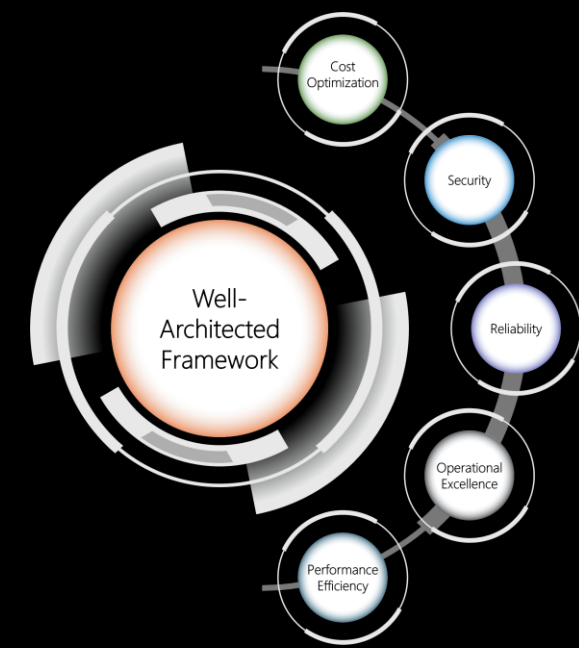 Cost
Optimization
Security
Well-
Architected
Framework
Reliability
Operational
Excellence
Performance
Efficiency